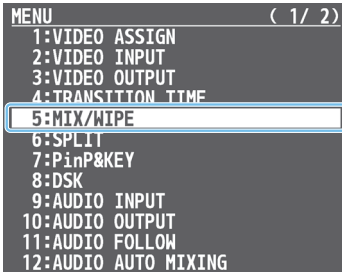 MENU ( 1/ 2)
1:VIDEO ASSIGN
2:VIDEO INPUT
3:VIDEO OUTPUT
4:TRANSITION TIME
5:MIX/WIPE
6:SPLIT
7:PinP&KEY
8:DSK
9:AUDIO INPUT
10:AUDIO OUTPUT
11:AUDIO FOLLOW
12:AUDIO AUTO MIXING